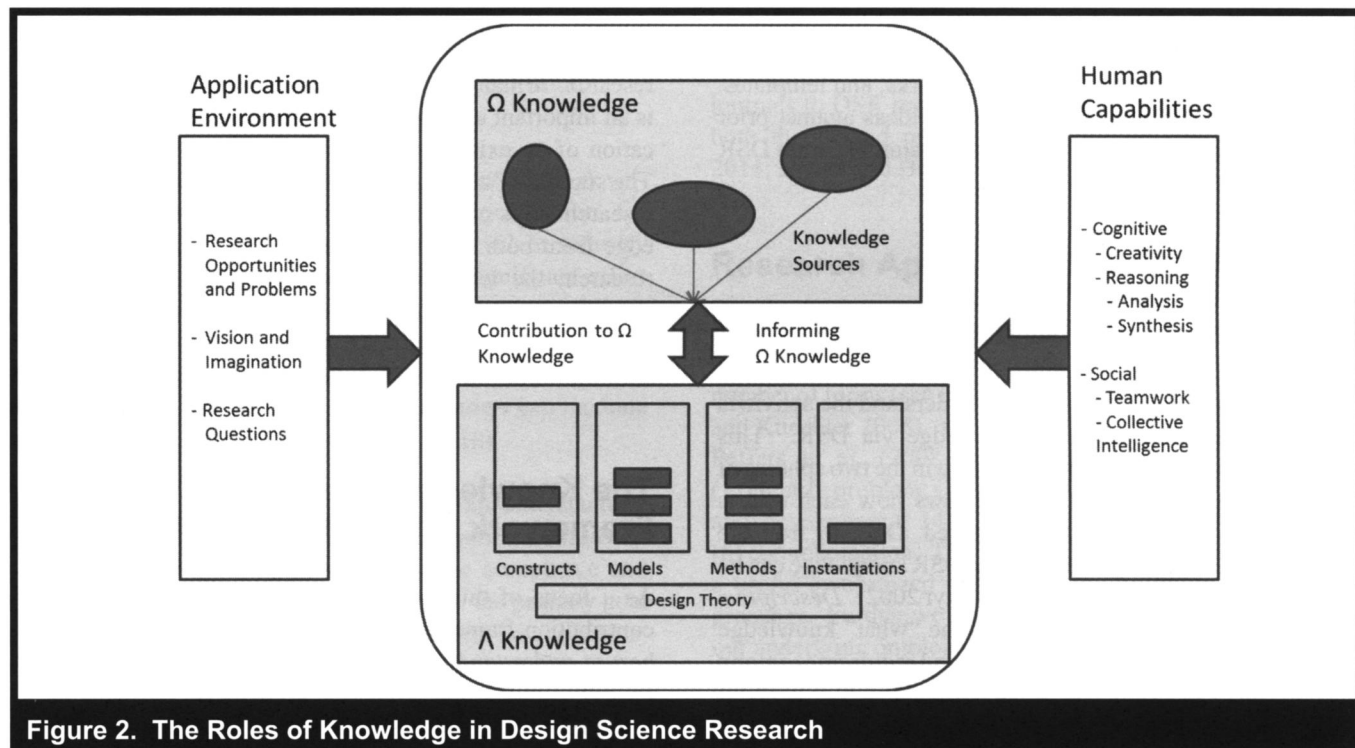 Application
Environment
- Research
Opportunities
and Problems
- Vision and
Imagination
- Research
Questions
Ω Knowledge
Knowledge
Sources
Contribution to Ω
Knowledge
Informing
Ω Knowledge
Constructs
Models
Methods
Instantiations
Design Theory
Λ Knowledge
Human
Capabilities
- Cognitive
- Creativity
- Reasoning
- Analysis
- Synthesis
- Social
- Teamwork
- Collective
Intelligence
Figure 2. The Roles of Knowledge in Design Science Research